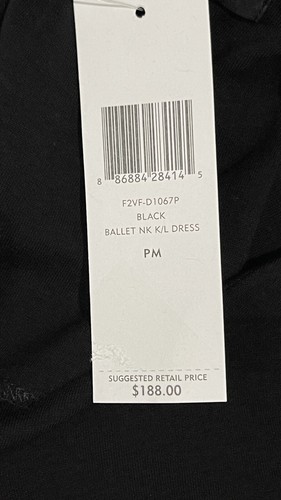 8 86884 28414 5
F2VF-D1067P
BLACK
BALLET NK K/L DRESS
PM
SUGGESTED RETAIL PRICE
$188.00